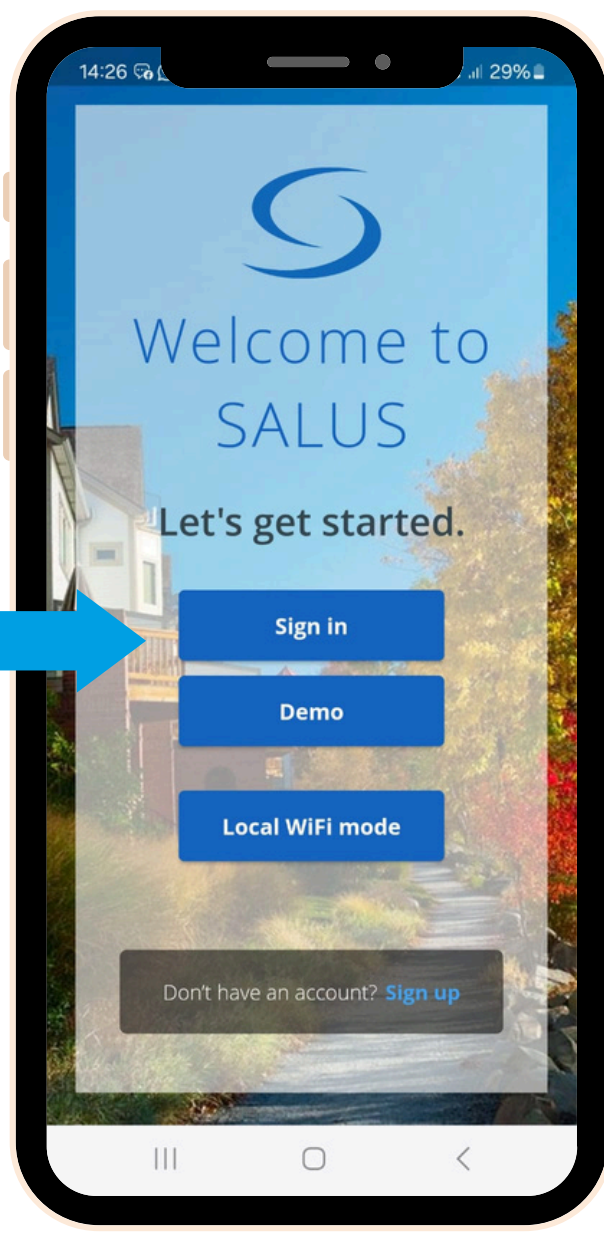 14:26
29%
Welcome to
SALUS
Let's get started.
Sign in
Demo
Local WiFi mode
Don't have an account? Sign up